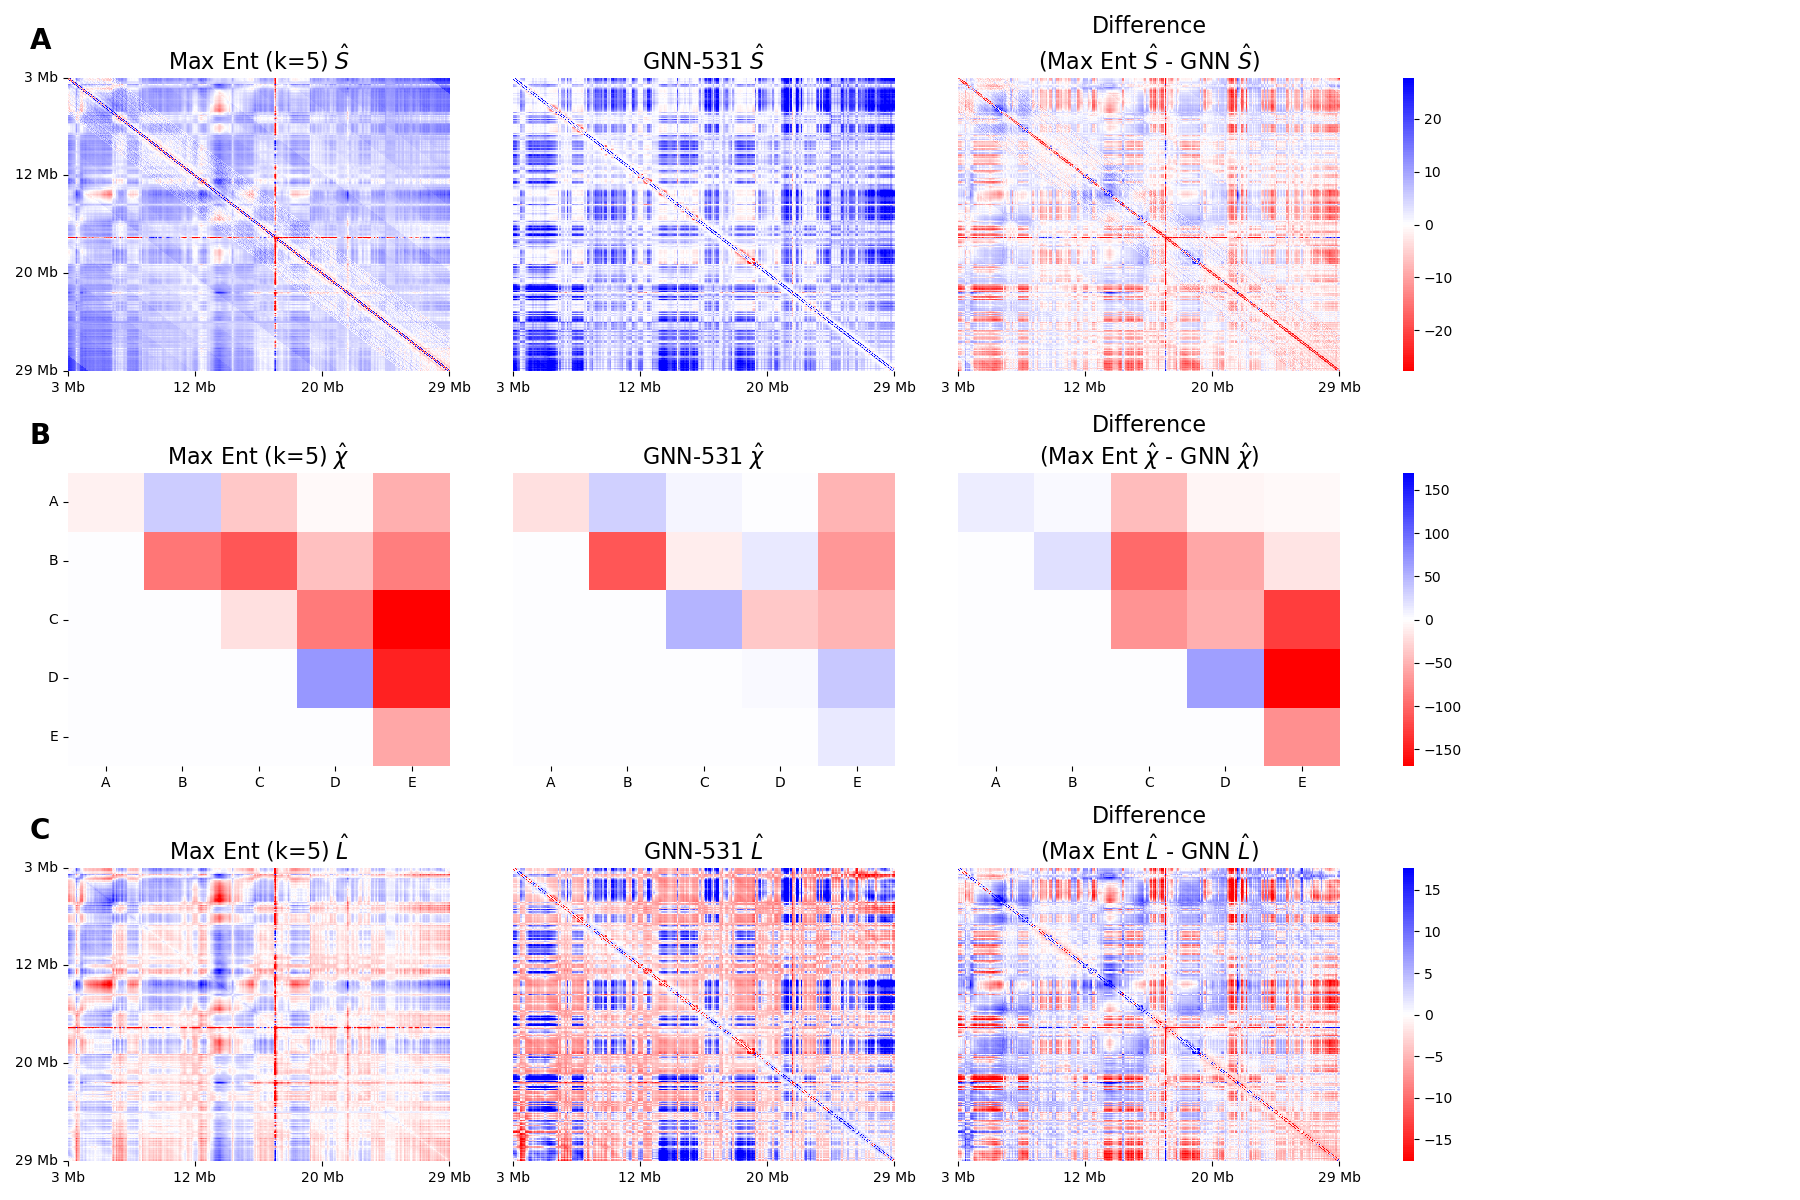 A
Max Ent (k=5) Ŝ
GNN-531 Ŝ
Difference
(Max Ent Ŝ - GNN Ŝ)
3 Mb
12 Mb
20 Mb
29 Mb
3 Mb 12 Mb 20 Mb 29 Mb
3 Mb 12 Mb 20 Mb 29 Mb
3 Mb 12 Mb 20 Mb 29 Mb
20
10
0
−10
−20
B
Max Ent (k=5) χ̂
GNN-531 χ̂
Difference
(Max Ent χ̂ - GNN χ̂)
A
B
C
D
E
A B C D E
A B C D E
A B C D E
150
100
50
0
−50
−100
−150
C
Max Ent (k=5) L̂
GNN-531 L̂
Difference
(Max Ent L̂ - GNN L̂)
3 Mb
12 Mb
20 Mb
29 Mb
3 Mb 12 Mb 20 Mb 29 Mb
3 Mb 12 Mb 20 Mb 29 Mb
3 Mb 12 Mb 20 Mb 29 Mb
15
10
5
0
−5
−10
−15